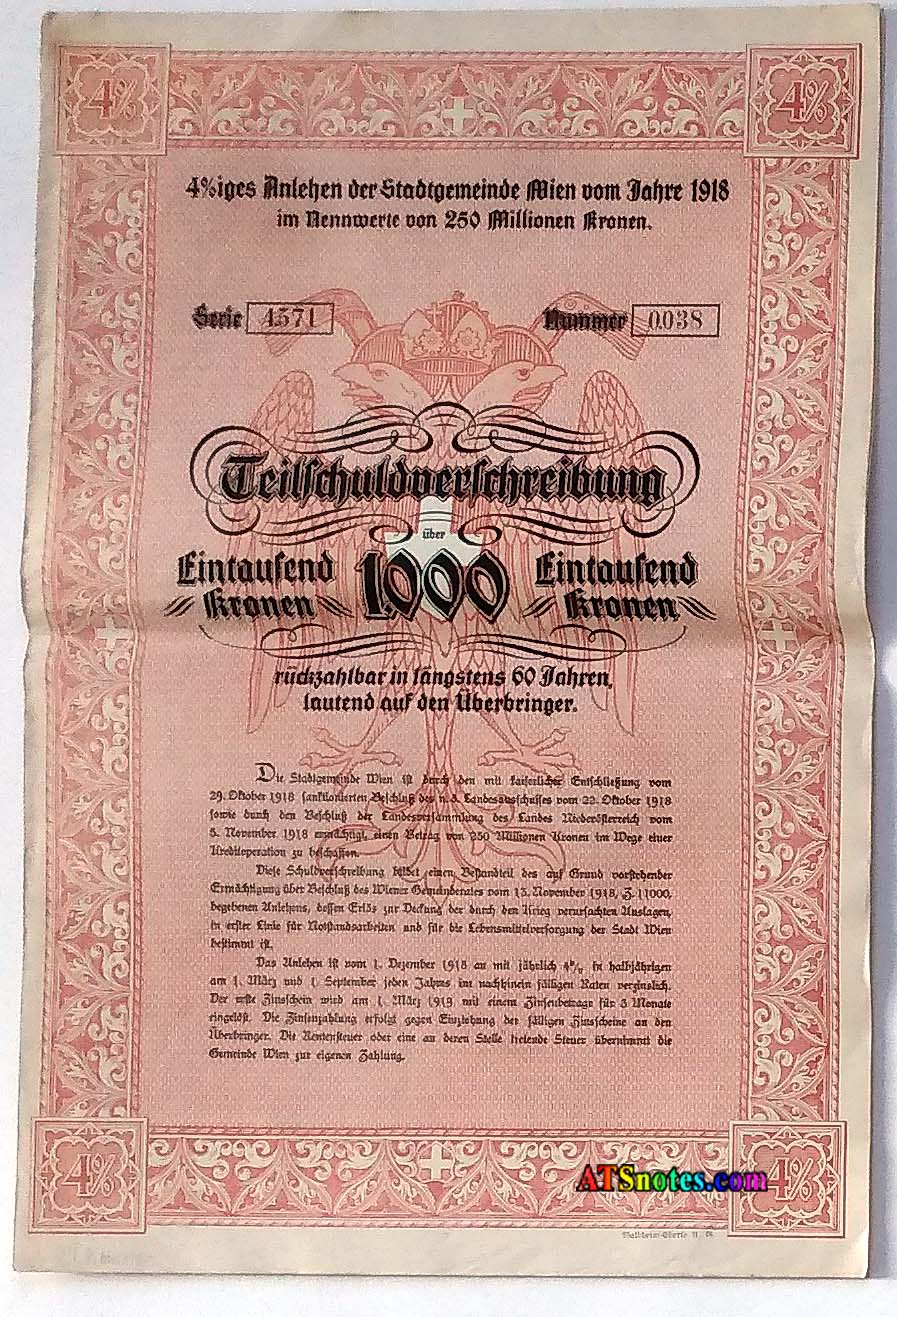 4% 4%
4%iges Anlehen der Stadtgemeinde Wien vom Jahre 1918
im Nennwerte von 250 Millionen Kronen.
Serie 4571 Nummer 0038
Teilschuldverschreibung
über
Eintausend 1.000 Eintausend
Kronen Kronen
rückzahlbar in längstens 60 Jahren,
lautend auf den Überbringer.
Die Stadtgemeinde Wien ist durch den mit kaiserlicher Entschließung vom
29. Oktober 1918 sanktionierten Beschluß des n. ö. Landesausschusses vom 22. Oktober 1918
sowie durch den Beschluß der Landesversammlung des Landes Niederösterreich vom
5. November 1918 ermächtigt, einen Betrag von 250 Millionen Kronen im Wege einer
Kreditoperation zu beschaffen.
Diese Schuldverschreibung bildet einen Bestandteil des auf Grund vorstehender
Ermächtigung über Beschluß des Wiener Gemeinderates vom 13. November 1918, Z. 11000,
begebenen Anlehens, dessen Erlös zur Deckung der durch den Krieg verursachten Auslagen,
in erster Linie für Notstandsarbeiten und für die Lebensmittelversorgung der Stadt Wien
bestimmt ist.
Das Anlehen ist vom 1. Dezember 1918 an mit jährlich 4% in halbjährigen
am 1. März und 1. September jeden Jahres im nachhinein fälligen Raten verzinslich.
Der erste Zinsschein wird am 1. März 1919 mit einem Zinsenbetrage für 3 Monate
eingelöst. Die Zinsenzahlung erfolgt gegen Einziehung der fälligen Zinsscheine an den
Überbringer. Die Rentensteuer oder eine an deren Stelle tretende Steuer übernimmt die
Gemeinde Wien zur eigenen Zahlung.
4% 4%
ATSnotes.com